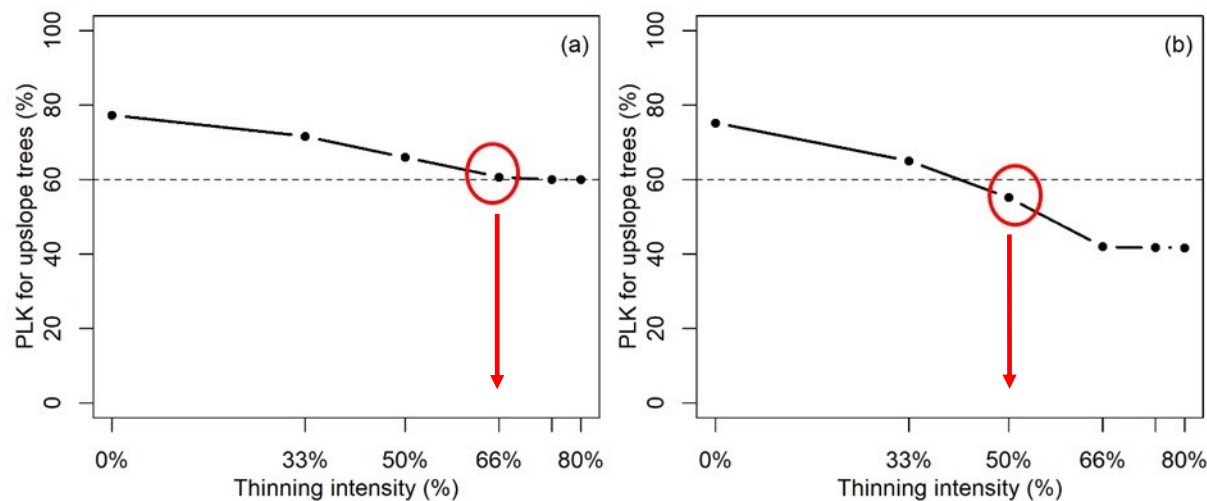 (a)
PLK for upslope trees (%)
100
80
60
40
20
0
0% 33% 50% 66% 80%
Thinning intensity (%)
(b)
PLK for upslope trees (%)
100
80
60
40
20
0
0% 33% 50% 66% 80%
Thinning intensity (%)